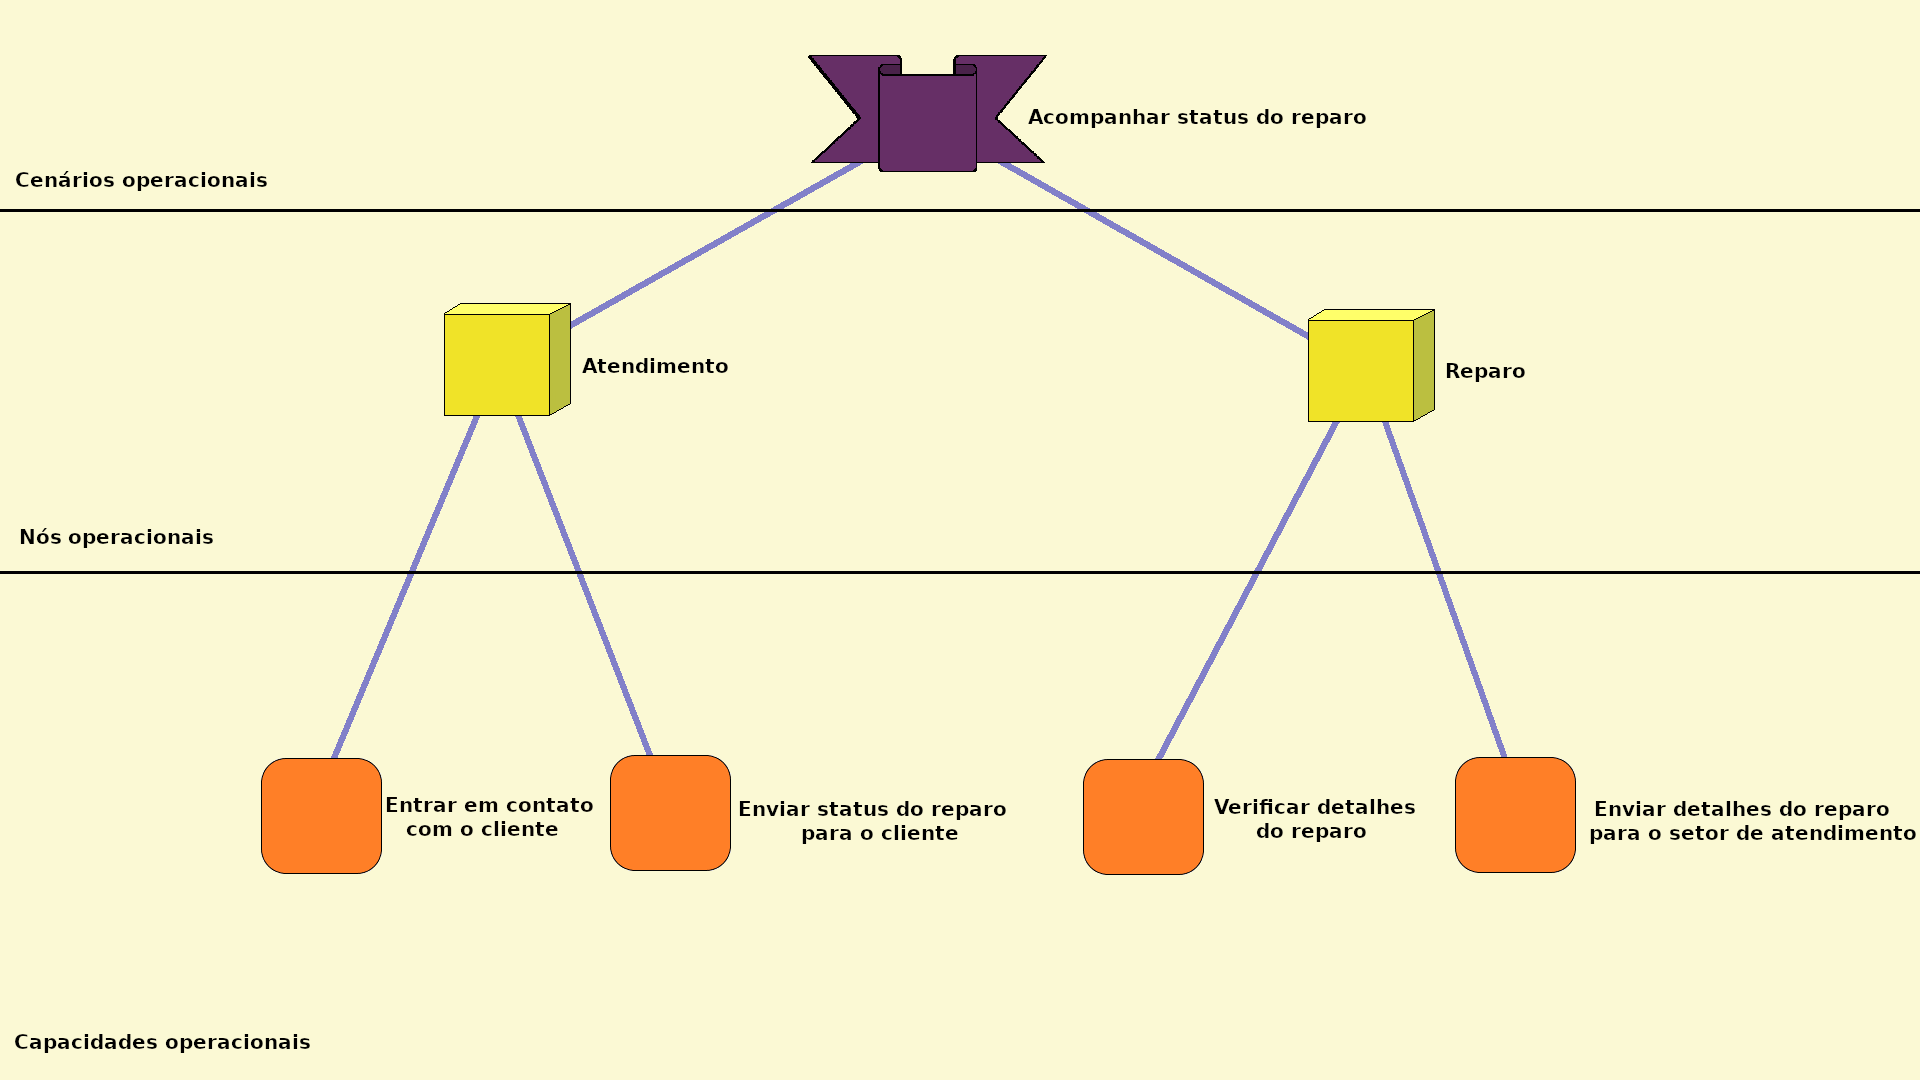 Acompanhar status do reparo
Cenários operacionais
Atendimento
Reparo
Nós operacionais
Entrar em contato
com o cliente
Enviar status do reparo
para o cliente
Verificar detalhes
do reparo
Enviar detalhes do reparo
para o setor de atendimento
Capacidades operacionais